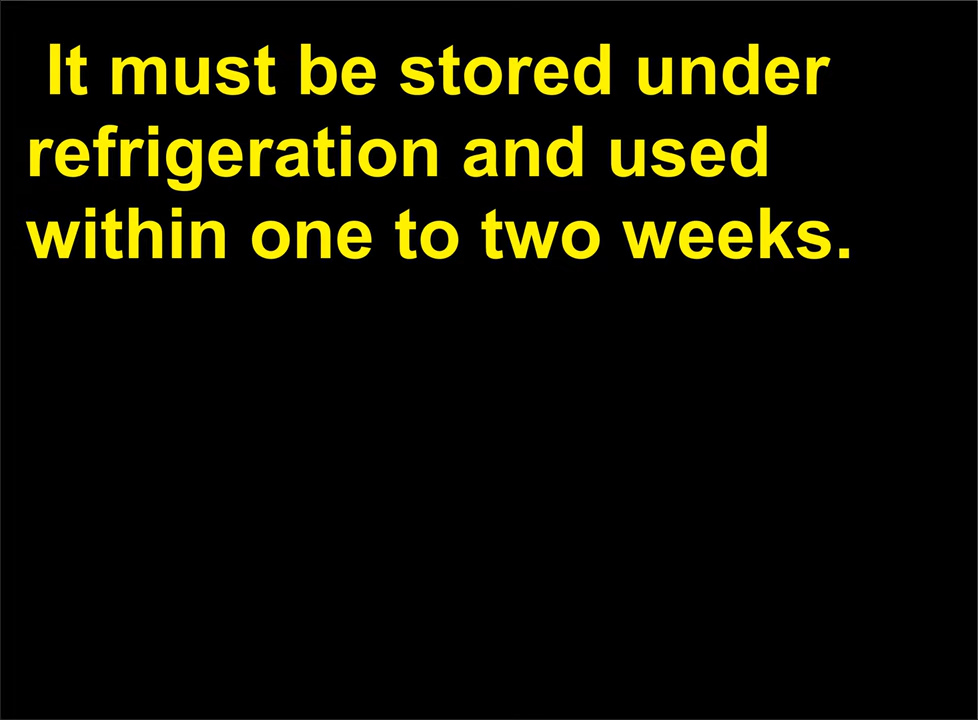 It must be stored under
refrigeration and used
within one to two weeks.